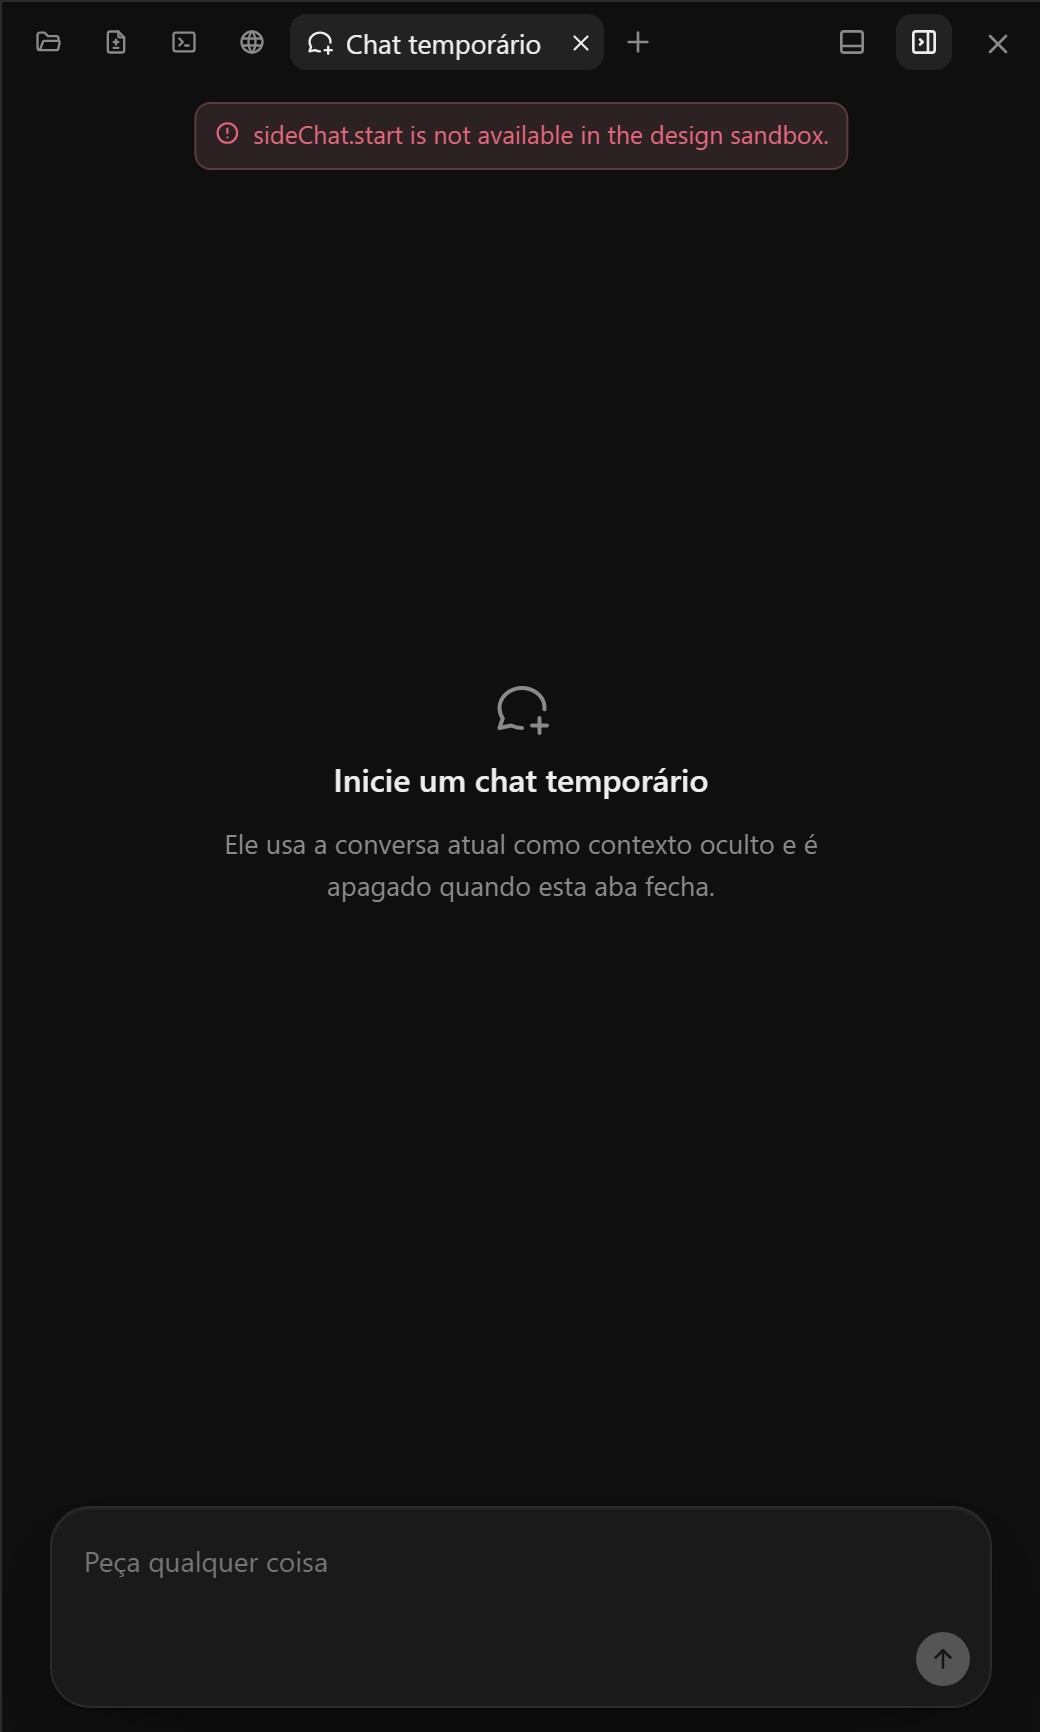 Chat temporário
sideChat.start is not available in the design sandbox.
Inicie um chat temporário
Ele usa a conversa atual como contexto oculto e é
apagado quando esta aba fecha.
Peça qualquer coisa